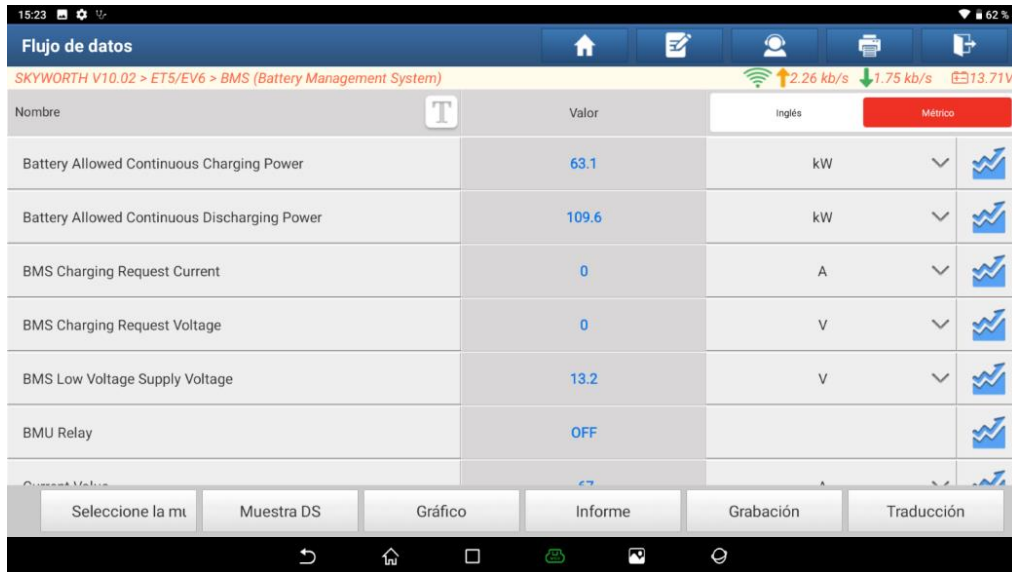 15:23 62 %
Flujo de datos
SKYWORTH V10.02 > ET5/EV6 > BMS (Battery Management System) 2.26 kb/s 1.75 kb/s 13.71V
Nombre T Valor Inglés Métrico
Battery Allowed Continuous Charging Power 63.1 kW
Battery Allowed Continuous Discharging Power 109.6 kW
BMS Charging Request Current 0 A
BMS Charging Request Voltage 0 V
BMS Low Voltage Supply Voltage 13.2 V
BMU Relay OFF
Current Value 67 A
Seleccione la mu Muestra DS Gráfico Informe Grabación Traducción